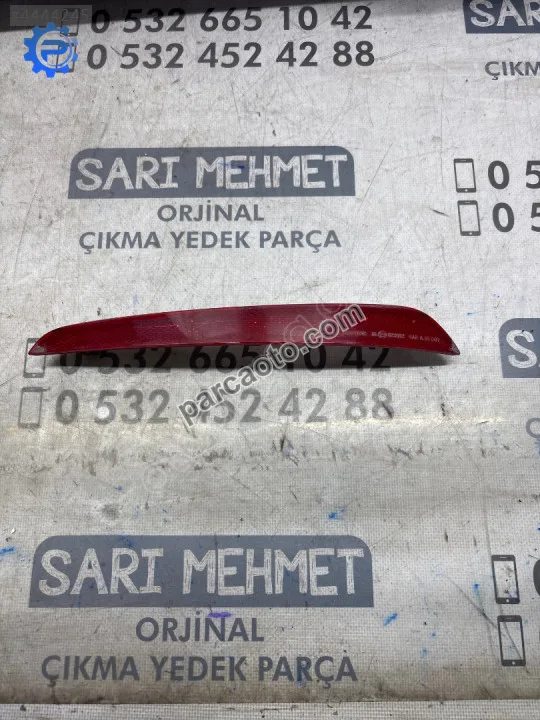 0 532 665 10 42
0 532 452 42 88
ÇIKMA
SARI MEHMET
ORJİNAL
ÇIKMA YEDEK PARÇA
0 5
0 5
0 532 665 10 42
0 532 452 42 88
parcaoto.com
SARI MEHMET
ORJİNAL
ÇIKMA YEDEK PARÇA